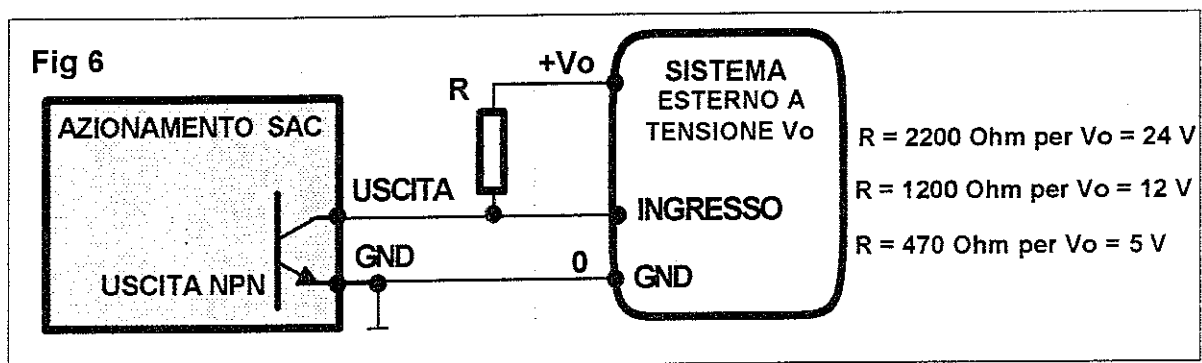 Fig 6
AZIONAMENTO SAC
USCITA NPN
USCITA
GND
R
+Vo
0
SISTEMA
ESTERNO A
TENSIONE Vo
INGRESSO
GND
R = 2200 Ohm per Vo = 24 V
R = 1200 Ohm per Vo = 12 V
R = 470 Ohm per Vo = 5 V